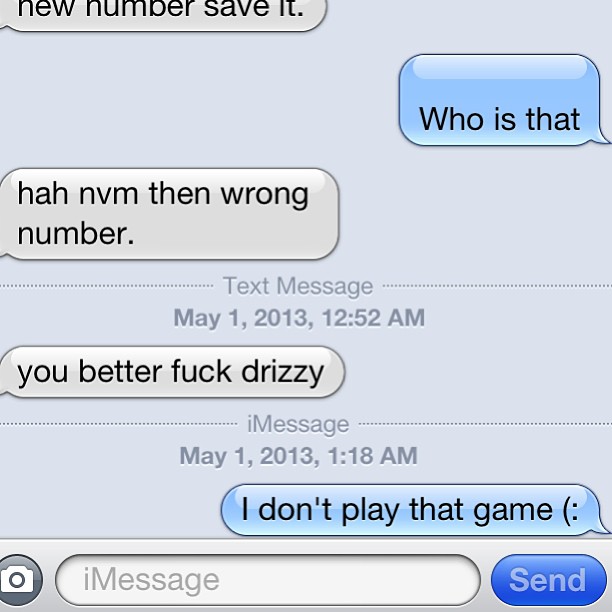 new number save it.
Who is that
hah nvm then wrong
number.
Text Message
May 1, 2013, 12:52 AM
you better fuck drizzy
iMessage
May 1, 2013, 1:18 AM
I don't play that game (:
iMessage
Send